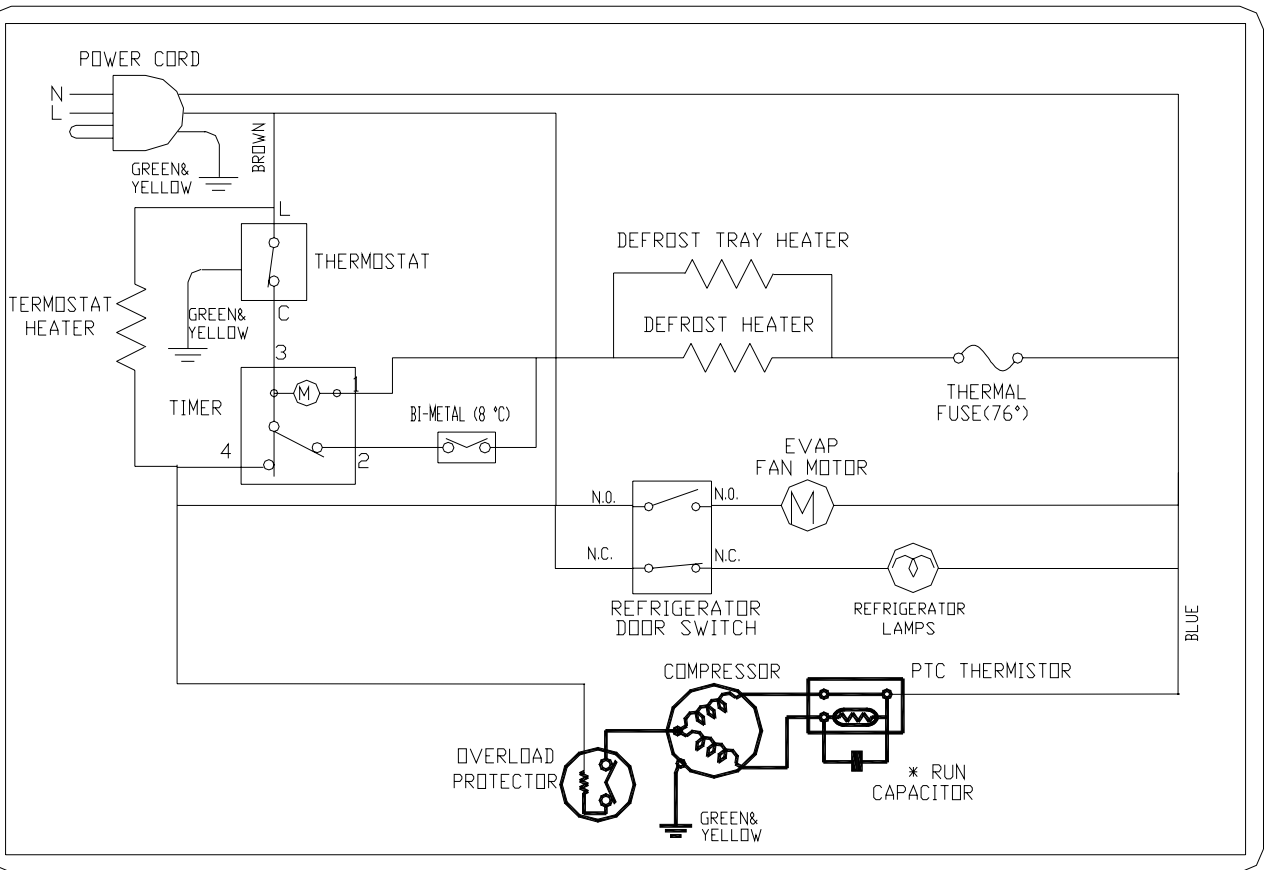 POWER CORD
N
L
BROWN
GREEN&
YELLOW
L
THERMOSTAT
C
GREEN&
YELLOW
TERMOSTAT
HEATER
3
TIMER
M
1
4
2
BI-METAL (8 °C)
DEFROST TRAY HEATER
DEFROST HEATER
THERMAL
FUSE(76°)
EVAP
FAN MOTOR
M
N.O.
N.O.
N.C.
N.C.
REFRIGERATOR
DOOR SWITCH
REFRIGERATOR
LAMPS
BLUE
COMPRESSOR
PTC THERMISTOR
OVERLOAD
PROTECTOR
* RUN
CAPACITOR
GREEN&
YELLOW